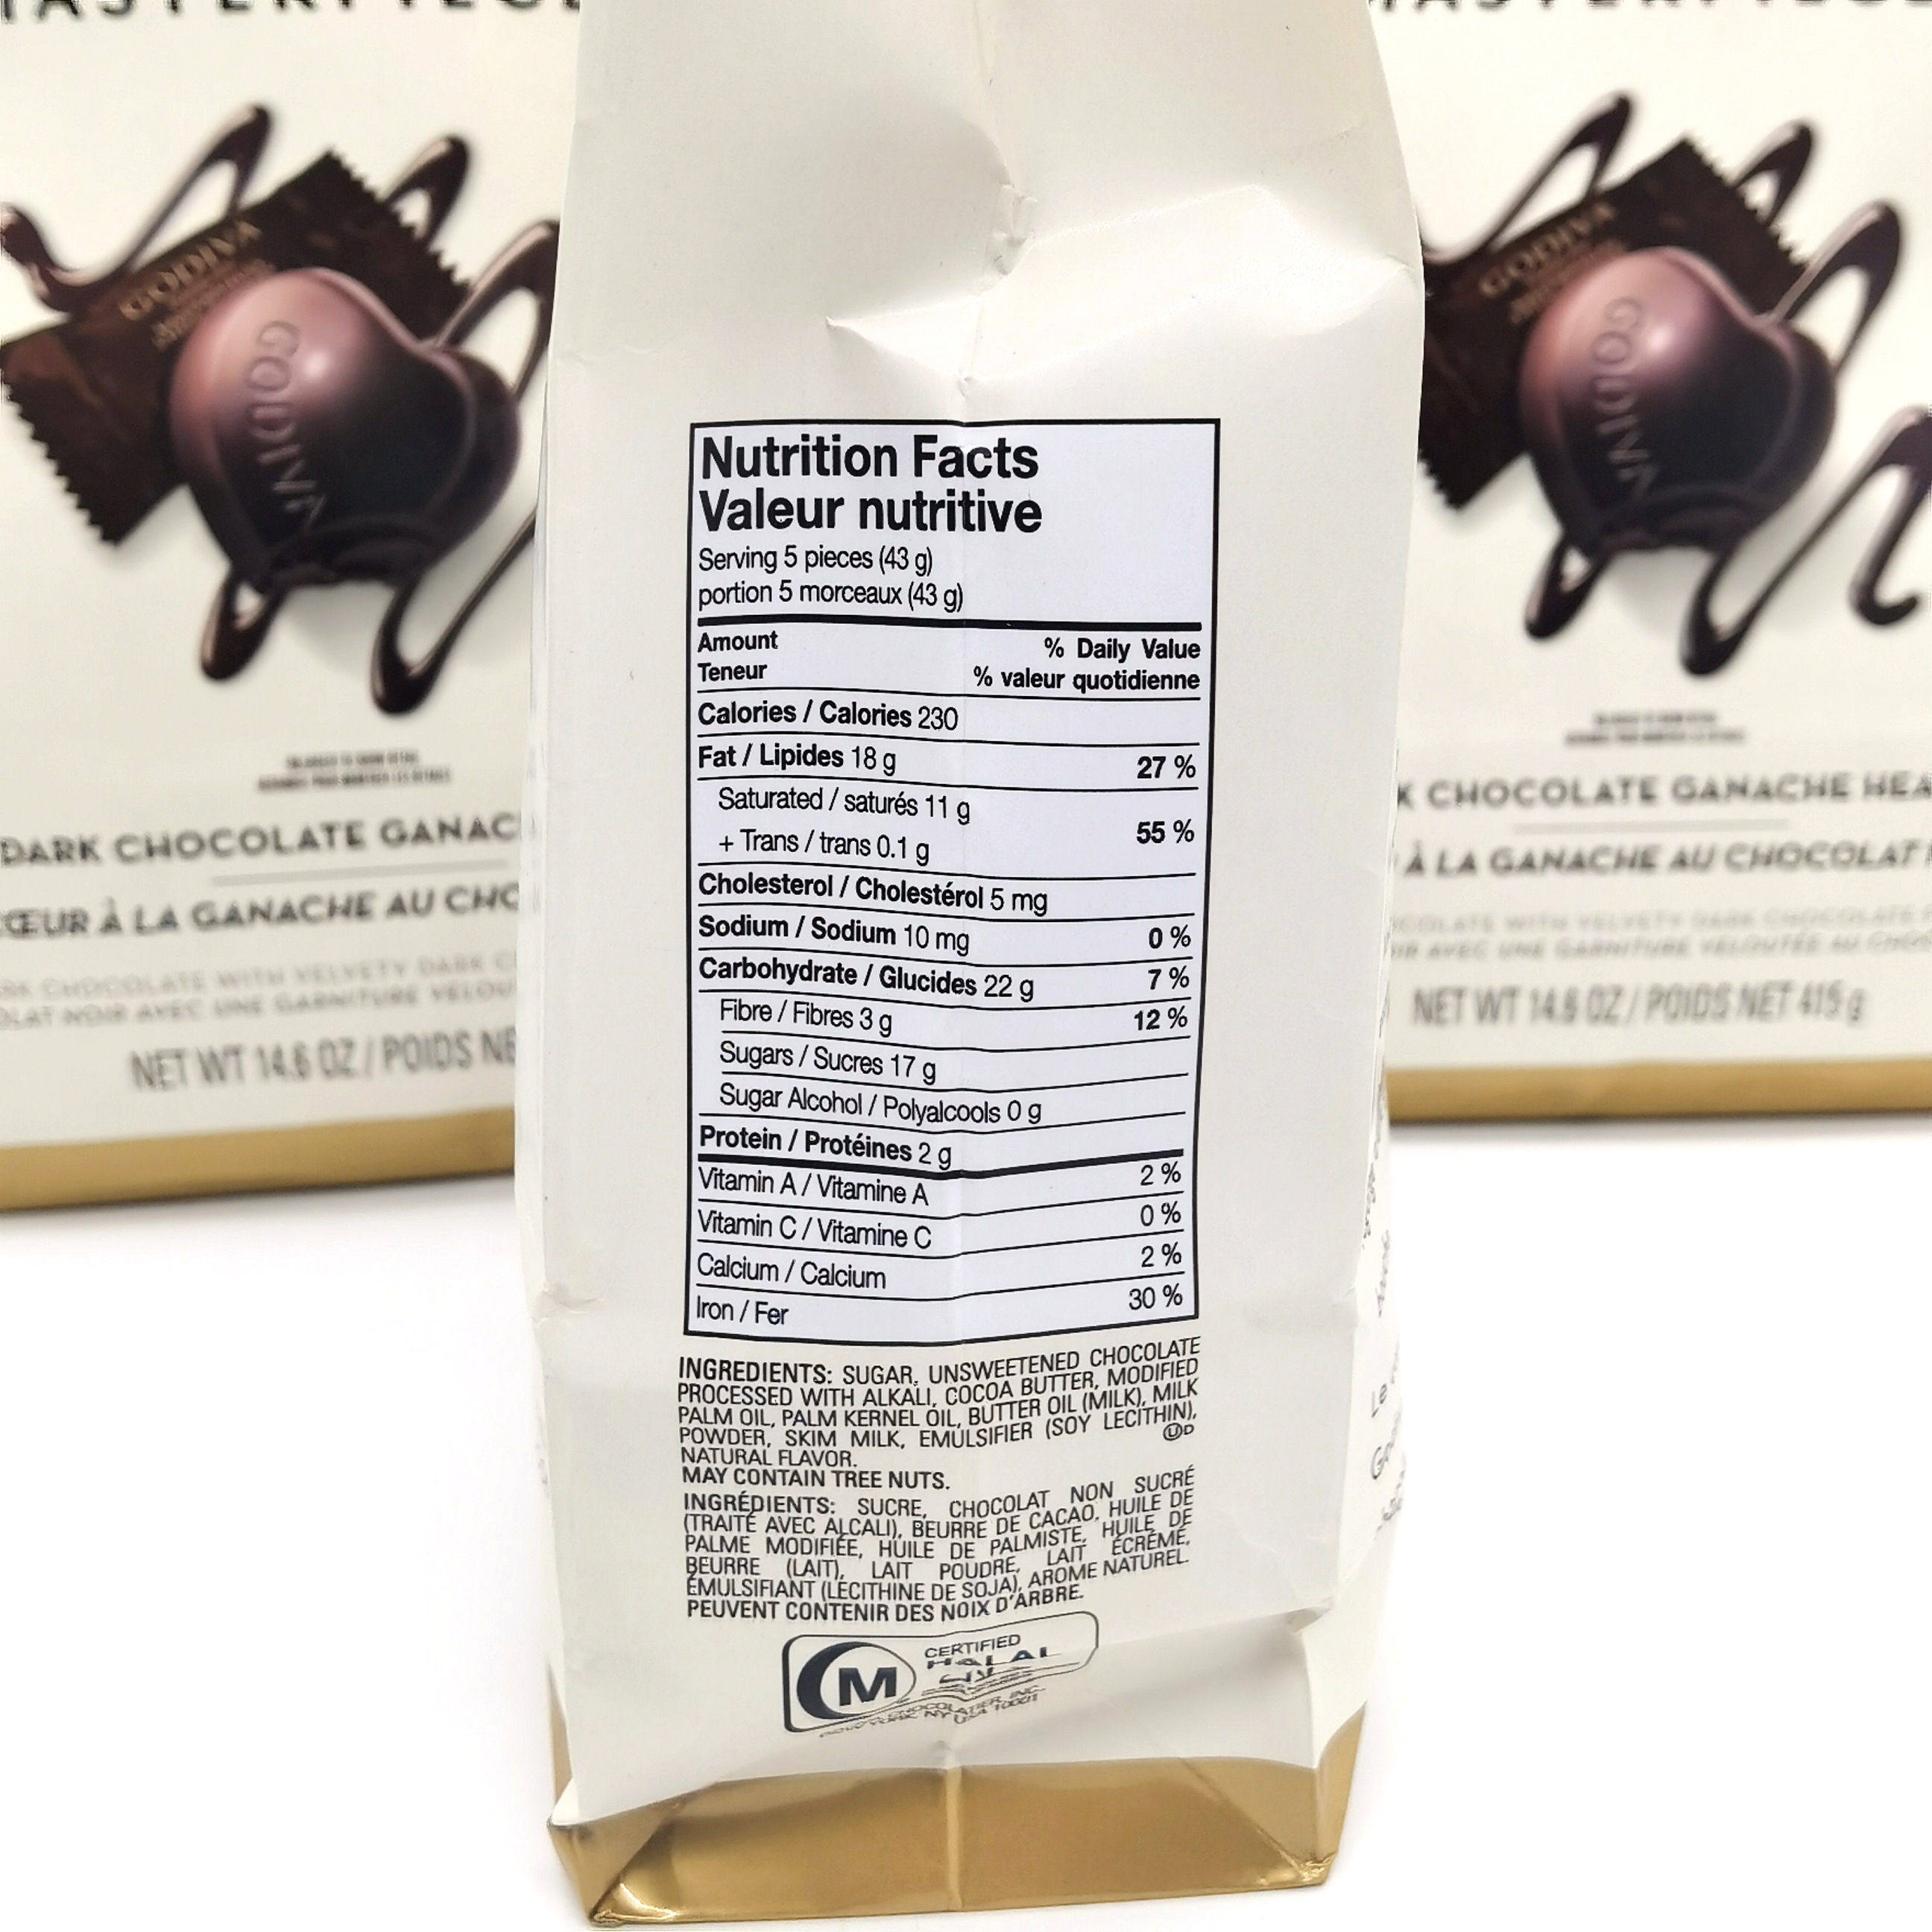 GODIVA
GODIVA
DARK CHOCOLATE GANAC
CŒUR À LA GANACHE AU CHO
NET WT 14.6 OZ / POIDS NE
Nutrition Facts
Valeur nutritive
Serving 5 pieces (43 g)
portion 5 morceaux (43 g)
Amount % Daily Value
Teneur % valeur quotidienne
Calories / Calories 230
Fat / Lipides 18 g 27 %
Saturated / saturés 11 g
+ Trans / trans 0.1 g 55 %
Cholesterol / Cholestérol 5 mg
Sodium / Sodium 10 mg 0 %
Carbohydrate / Glucides 22 g 7 %
Fibre / Fibres 3 g 12 %
Sugars / Sucres 17 g
Sugar Alcohol / Polyalcools 0 g
Protein / Protéines 2 g
Vitamin A / Vitamine A 2 %
Vitamin C / Vitamine C 0 %
Calcium / Calcium 2 %
Iron / Fer 30 %
INGREDIENTS: SUGAR, UNSWEETENED CHOCOLATE
PROCESSED WITH ALKALI, COCOA BUTTER, MODIFIED
PALM OIL, PALM KERNEL OIL, BUTTER OIL (MILK), MILK
POWDER, SKIM MILK, EMULSIFIER (SOY LECITHIN),
NATURAL FLAVOR. UD
MAY CONTAIN TREE NUTS.
INGRÉDIENTS: SUCRE, CHOCOLAT NON SUCRÉ
(TRAITÉ AVEC ALCALI), BEURRE DE CACAO, HUILE DE
PALME MODIFIÉE, HUILE DE PALMISTE, HUILE DE
BEURRE (LAIT), LAIT POUDRE, LAIT ÉCRÉMÉ,
ÉMULSIFIANT (LÉCITHINE DE SOJA), AROME NATUREL.
PEUVENT CONTENIR DES NOIX D'ARBRE.
M
CERTIFIED
HALAL
GODIVA
GODIVA
K CHOCOLATE GANACHE HEA
À LA GANACHE AU CHOCOLAT
NET WT 14.6 OZ / POIDS NET 415 g